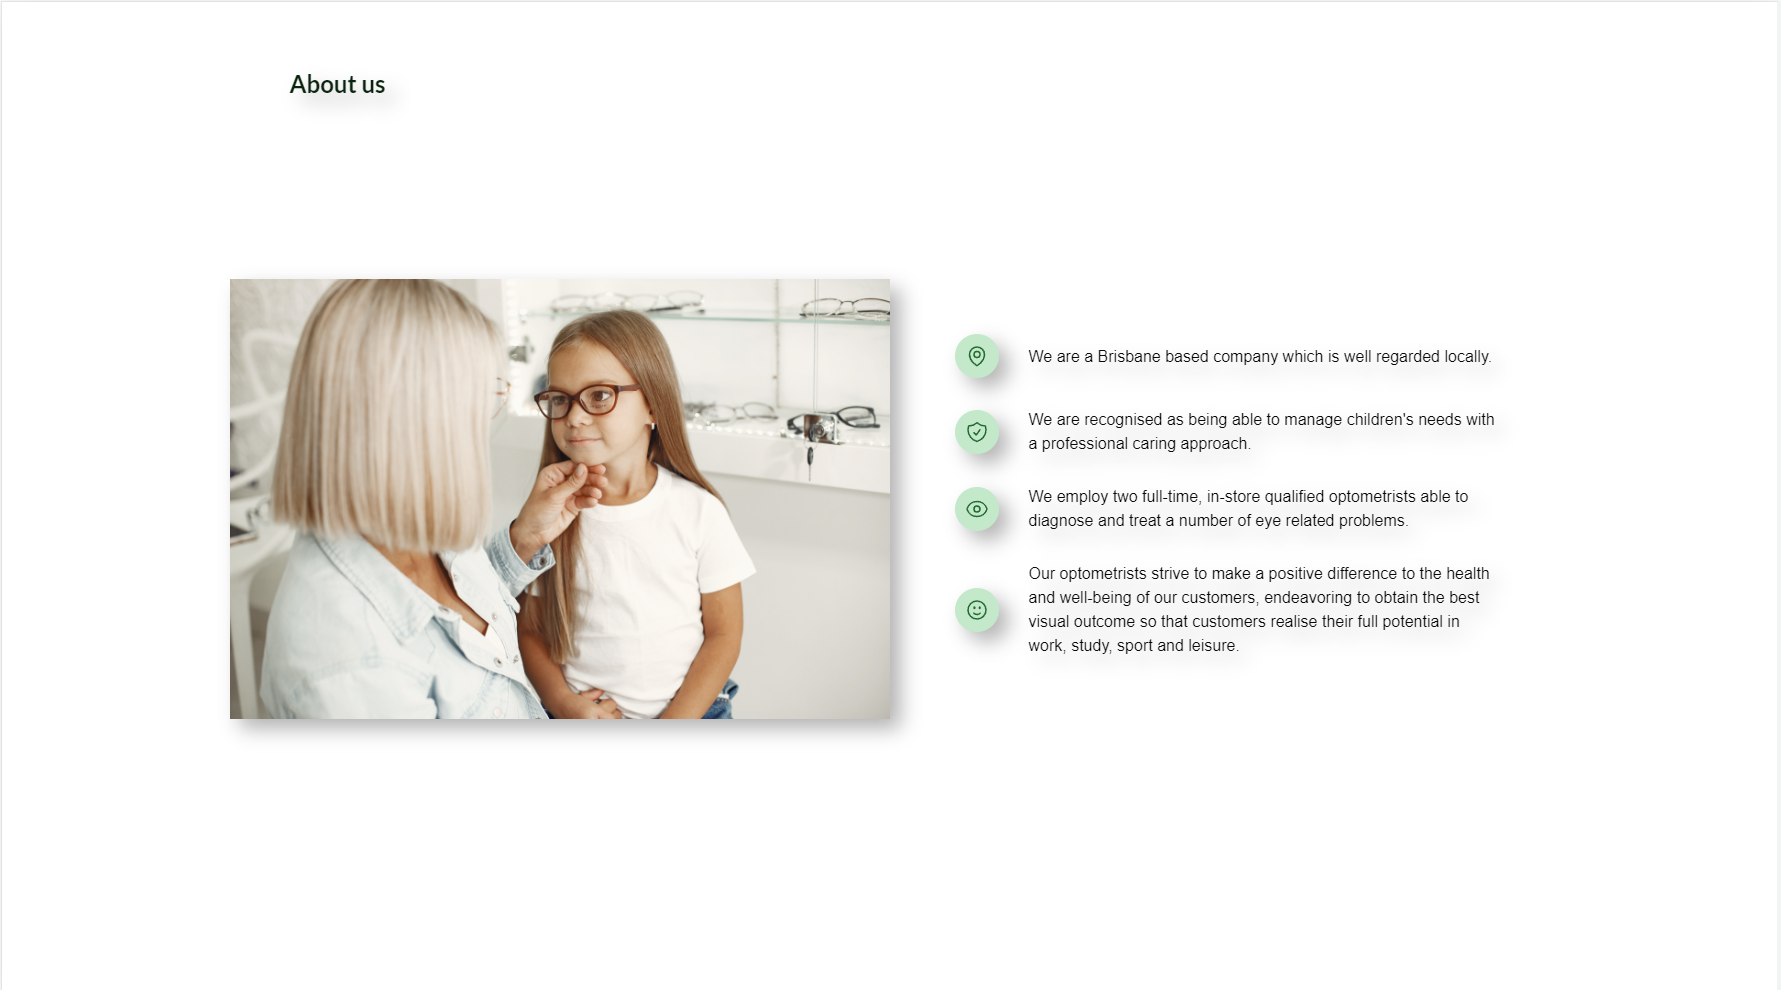 About us
We are a Brisbane based company which is well regarded locally.
We are recognised as being able to manage children's needs with
a professional caring approach.
We employ two full-time, in-store qualified optometrists able to
diagnose and treat a number of eye related problems.
Our optometrists strive to make a positive difference to the health
and well-being of our customers, endeavoring to obtain the best
visual outcome so that customers realise their full potential in
work, study, sport and leisure.